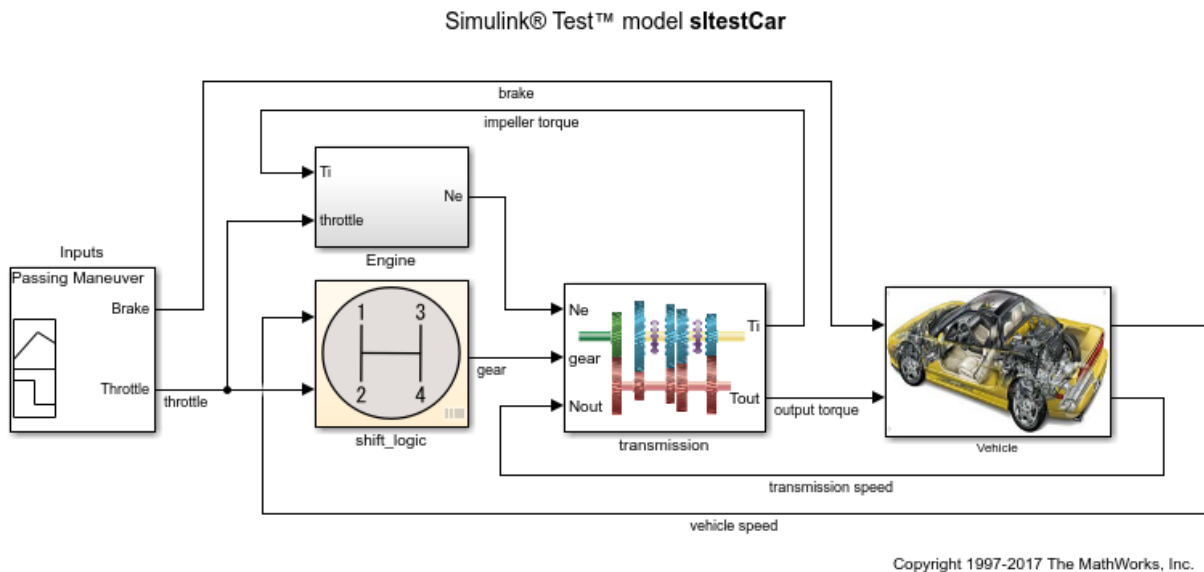 Simulink® Test™ model sltestCar
brake
impeller torque
Ti
Ne
throttle
Engine
Inputs
Passing Maneuver
Brake
Throttle
throttle
1
3
2
4
shift_logic
gear
Ne
gear
Nout
Ti
Tout
transmission
output torque
Vehicle
transmission speed
vehicle speed
Copyright 1997-2017 The MathWorks, Inc.